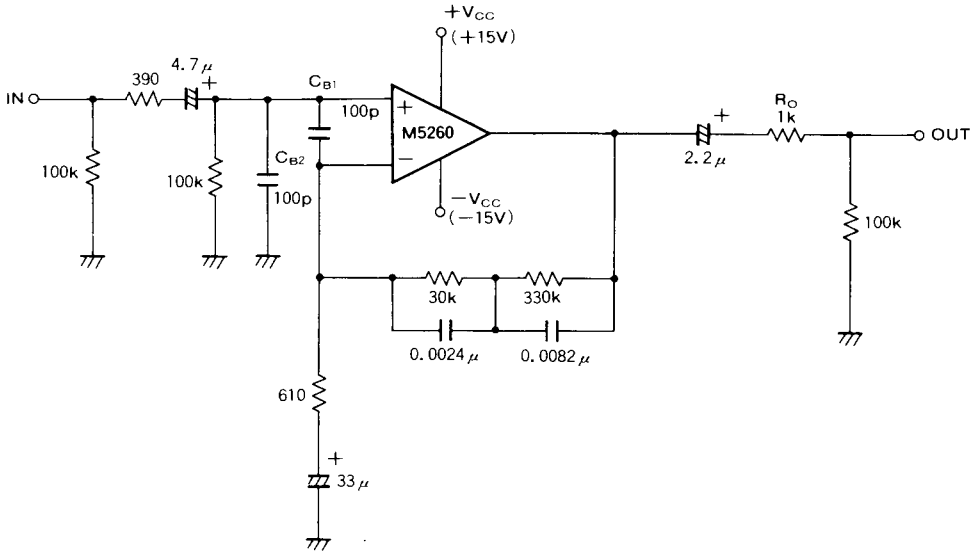 +VCC
(+15V)
IN
390
4.7μ
+
CB1
100p
+
M5260
−
+
RO
1k
OUT
2.2μ
100k
100k
CB2
100p
−VCC
(−15V)
100k
30k
330k
0.0024μ
0.0082μ
610
+
33μ